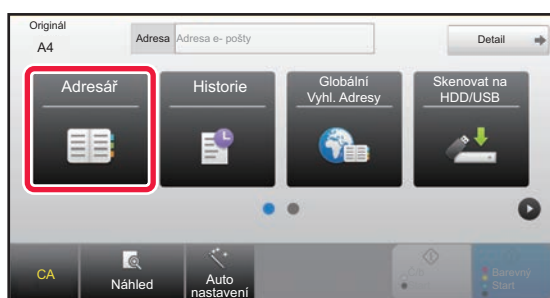 Originál
A4
Adresa Adresa e- pošty
Detail
Adresář
Historie
Globální
Vyhl. Adresy
Skenovat na
HDD/USB
CA
Náhled
Auto
nastavení
Barevný
Start